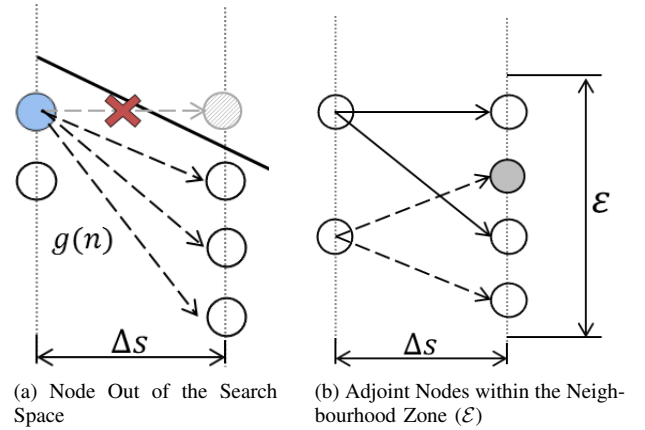 g(n)
Δs
ℰ
Δs
(a) Node Out of the Search
Space
(b) Adjoint Nodes within the Neigh-
bourhood Zone (ℰ)